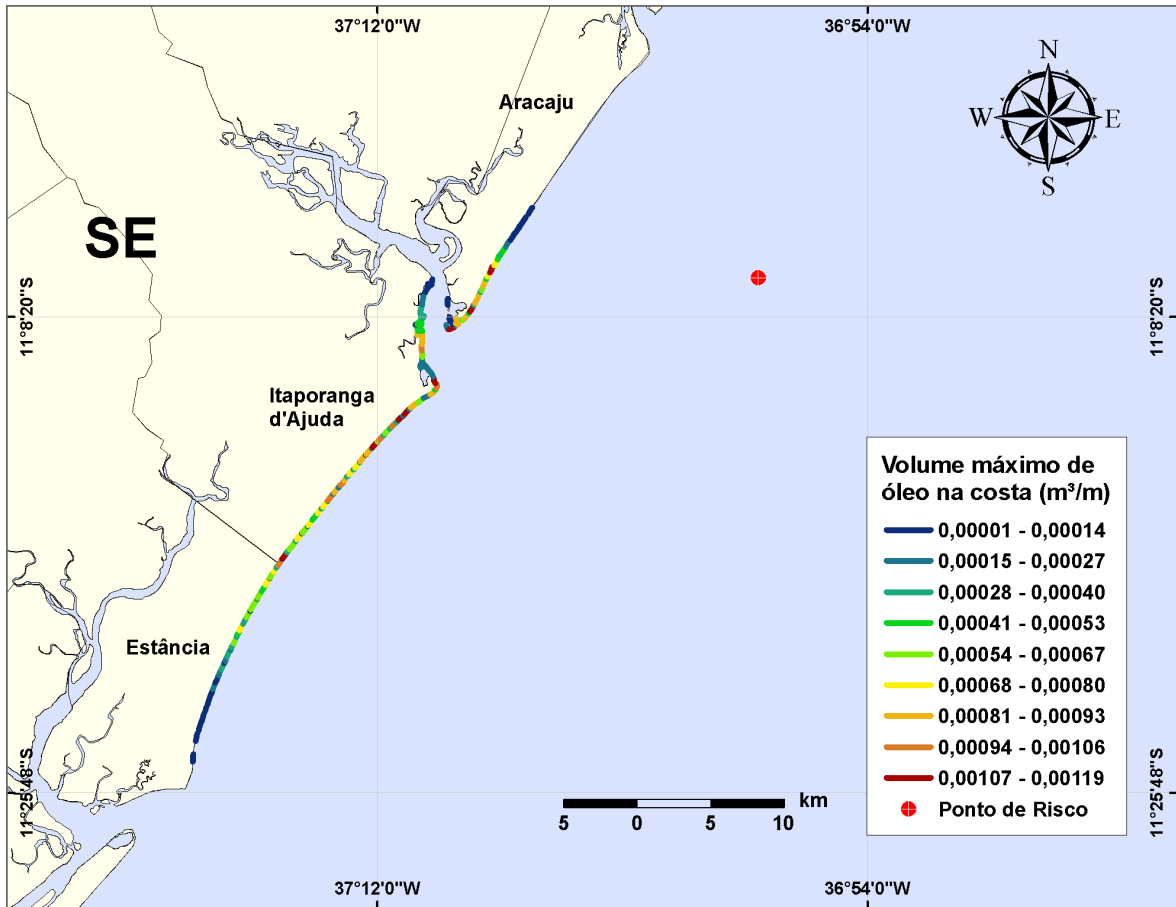 37°12'0"W
36°54'0"W
N
W
E
S
Aracaju
SE
11°8'20"S
11°8'20"S
Itaporanga
d'Ajuda
Estância
Volume máximo de
óleo na costa (m³/m)
0,00001 - 0,00014
0,00015 - 0,00027
0,00028 - 0,00040
0,00041 - 0,00053
0,00054 - 0,00067
0,00068 - 0,00080
0,00081 - 0,00093
0,00094 - 0,00106
0,00107 - 0,00119
Ponto de Risco
11°25'48"S
11°25'48"S
km
5 0 5 10
37°12'0"W
36°54'0"W